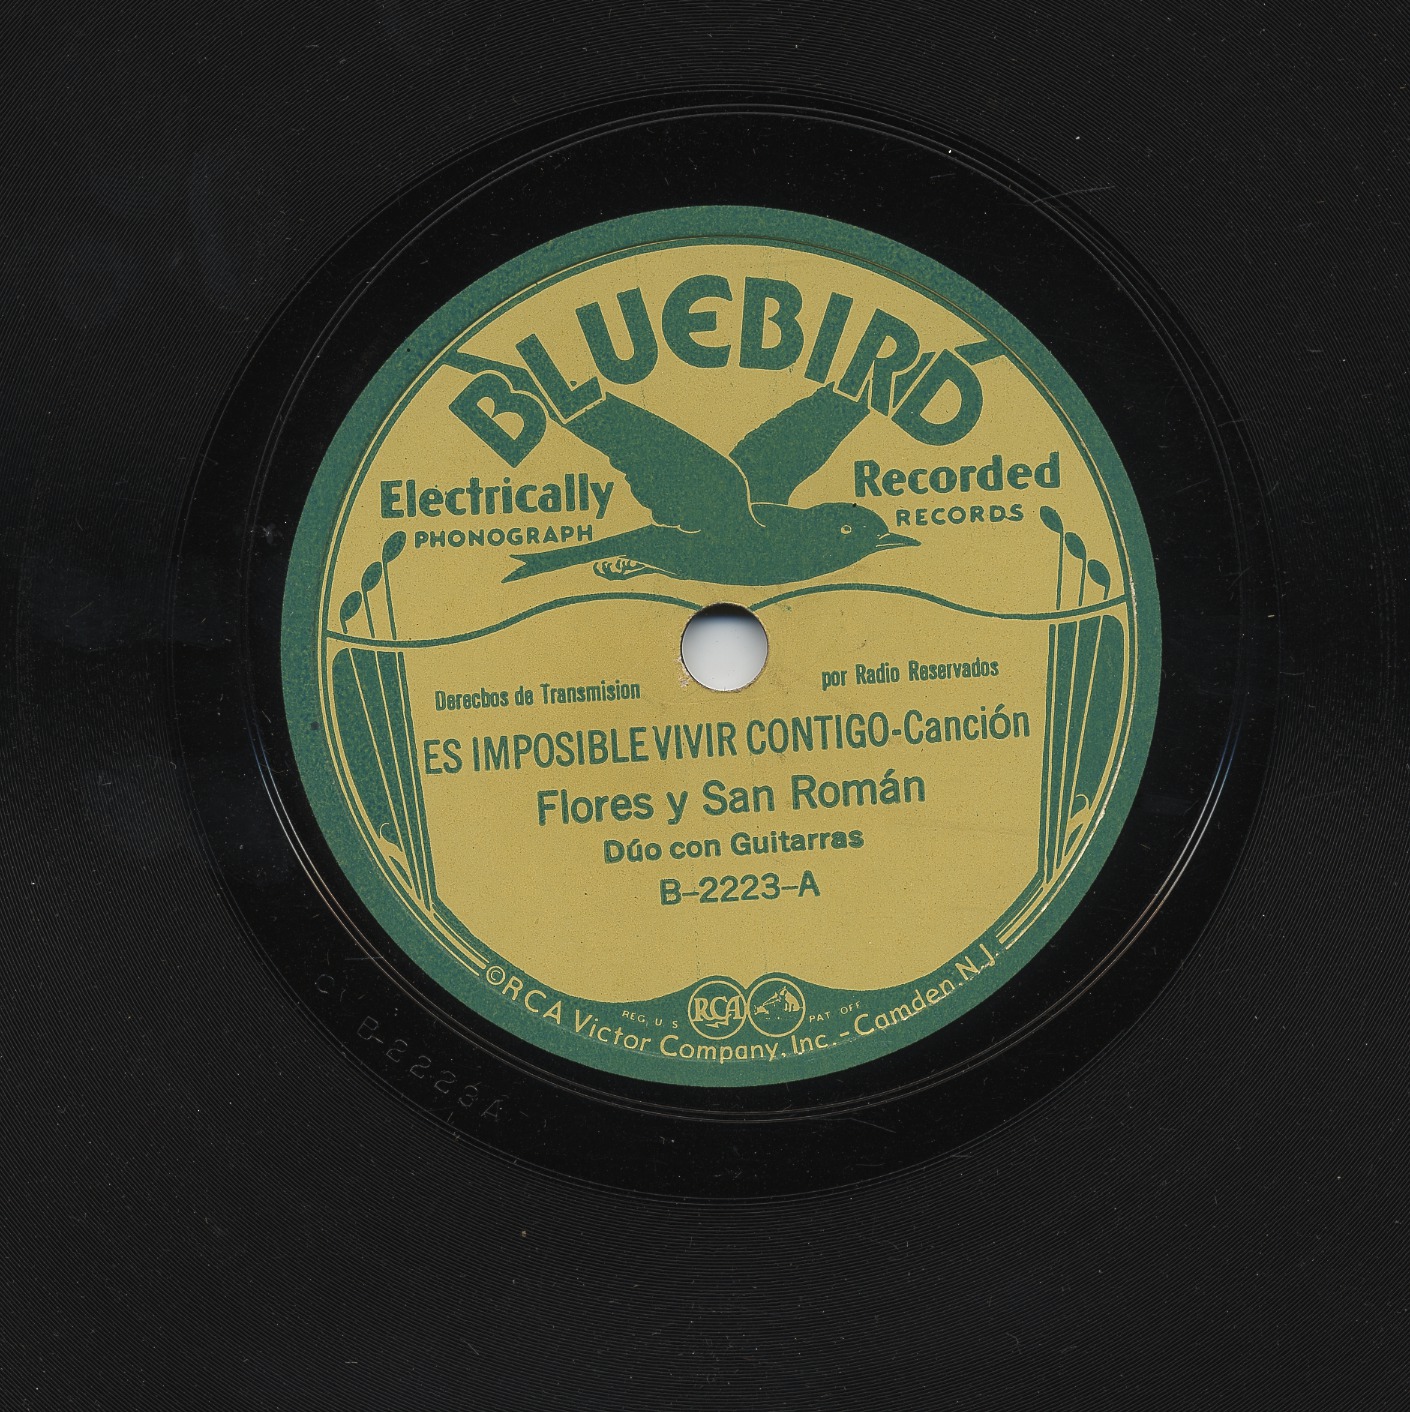 BLUEBIRD
Electrically Recorded
PHONOGRAPH RECORDS
Derechos de Transmision por Radio Reservados
ES IMPOSIBLE VIVIR CONTIGO-Canción
Flores y San Román
Dúo con Guitarras
B-2223-A
REG. U S RCA PAT OFF
©RCA Victor Company, Inc.-Camden. N.J.
B-2223A